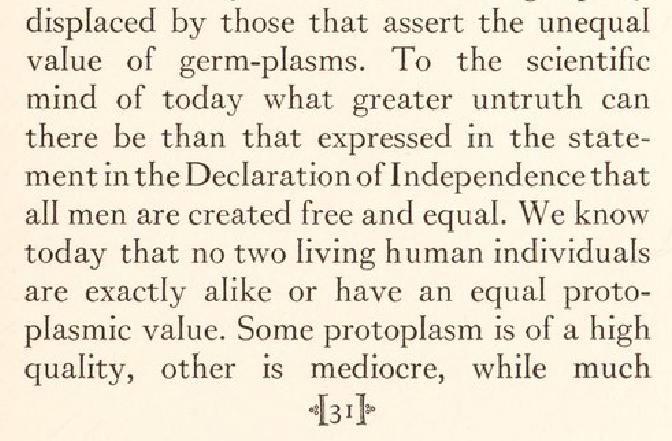 displaced by those that assert the unequal
value of germ-plasms. To the scientific
mind of today what greater untruth can
there be than that expressed in the state-
ment in the Declaration of Independence that
all men are created free and equal. We know
today that no two living human individuals
are exactly alike or have an equal proto-
plasmic value. Some protoplasm is of a high
quality, other is mediocre, while much
[31]